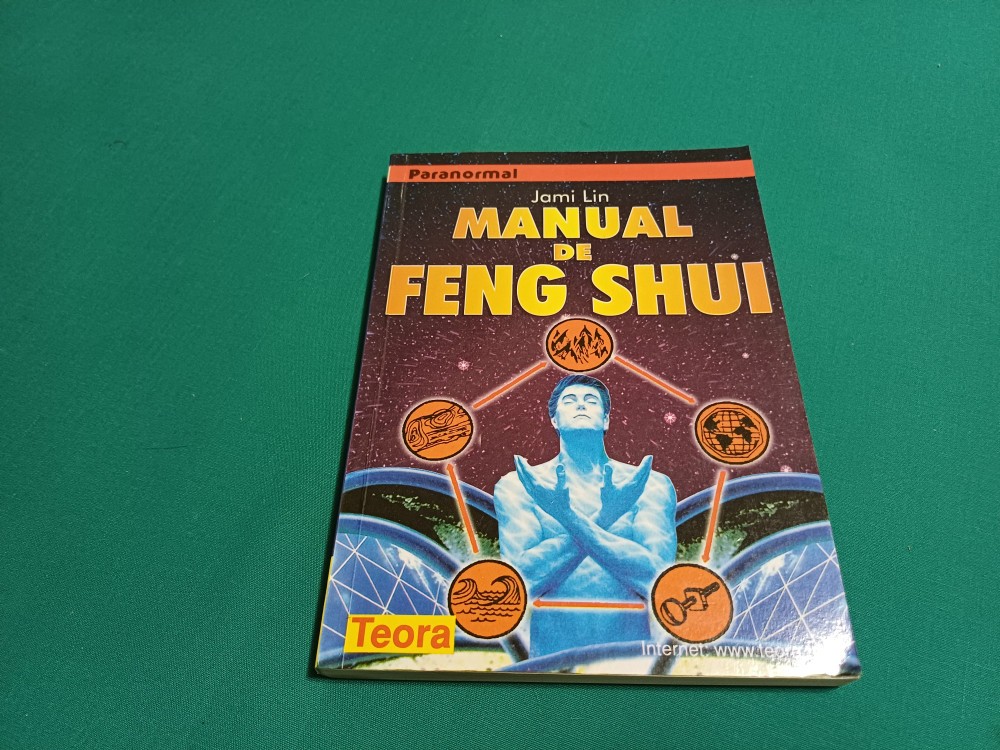 Paranormal
Jami Lin
MANUAL
DE
FENG SHUI
Teora
Internet: www.teora